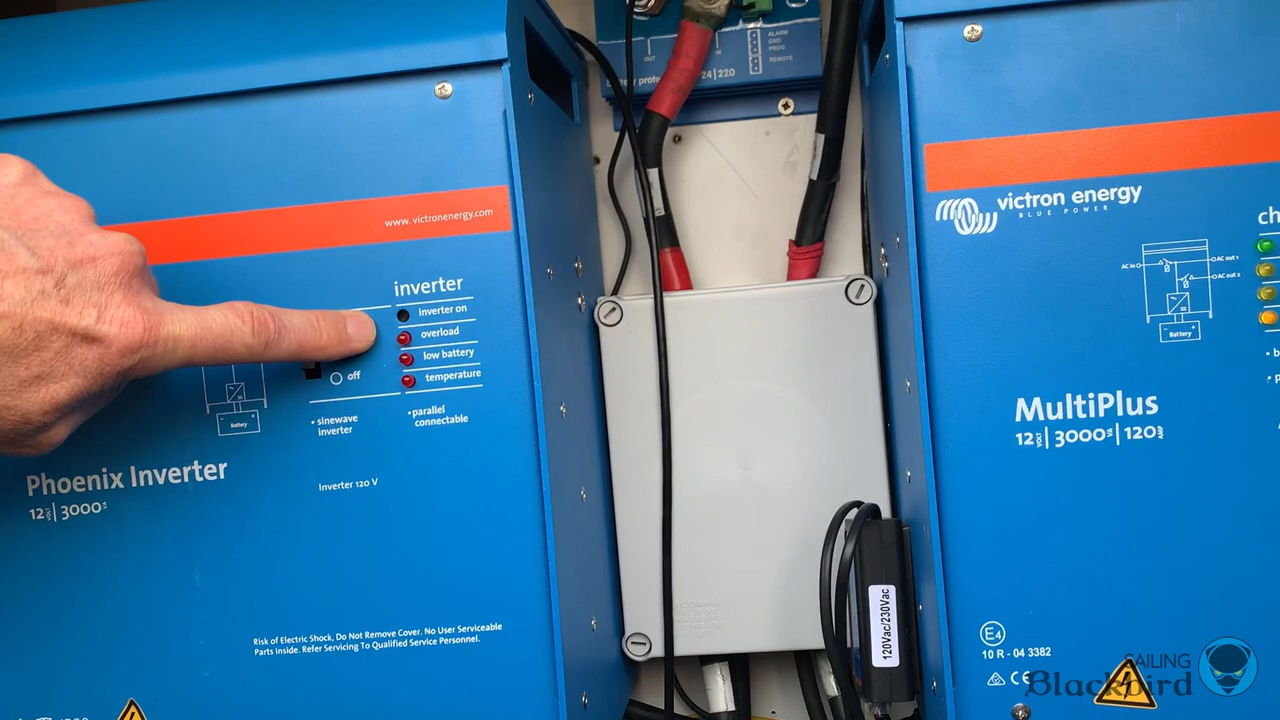 ALARM
GND
PROG
REMOTE
OUT
IN
24|220
www. victronenergy.com
inverter
inverter on
overload
low battery
temperature
off
• sinewave
inverter
•parallel
connectable
Battery
Phoenix Inverter
12 VOLT | 3000 VA
Inverter 120 V
Risk of Electric Shock, Do Not Remove Cover. No User Serviceable
Parts Inside. Refer Servicing To Qualified Service Personnel.
120Vac/230Vac
victron energy
BLUE POWER
AC in
AC out 1
AC out 2
Battery
MultiPlus
12 VOLT | 3000 VA | 120 AMP
E4
10 R - 04 3382
CE
SAILING
Blackbird